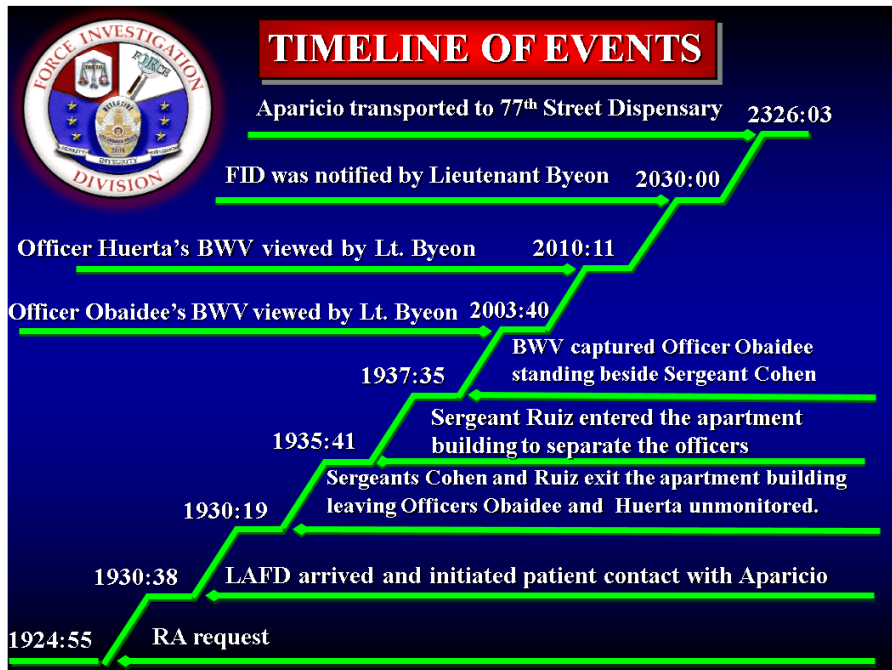 FORCE INVESTIGATION
DIVISION
TIMELINE OF EVENTS
Aparicio transported to 77th Street Dispensary
2326:03
FID was notified by Lieutenant Byeon
2030:00
Officer Huerta's BWV viewed by Lt. Byeon
2010:11
Officer Obaidee's BWV viewed by Lt. Byeon
2003:40
BWV captured Officer Obaidee
standing beside Sergeant Cohen
1937:35
Sergeant Ruiz entered the apartment
building to separate the officers
1935:41
Sergeants Cohen and Ruiz exit the apartment building
leaving Officers Obaidee and Huerta unmonitored.
1930:19
1930:38
LAFD arrived and initiated patient contact with Aparicio
1924:55
RA request